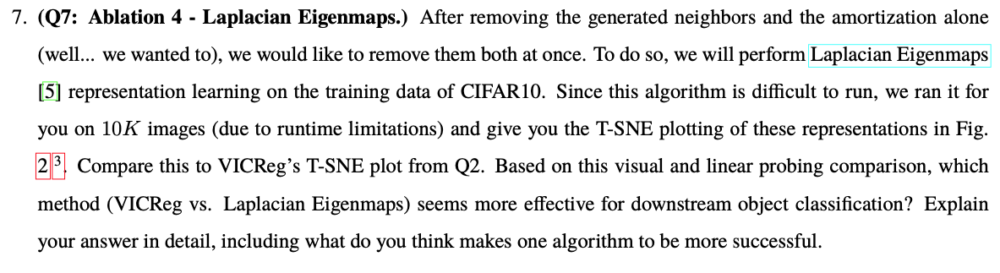 7. (Q7: Ablation 4 - Laplacian Eigenmaps.) After removing the generated neighbors and the amortization alone
(well... we wanted to), we would like to remove them both at once. To do so, we will perform Laplacian Eigenmaps
[5] representation learning on the training data of CIFAR10. Since this algorithm is difficult to run, we ran it for
you on 10K images (due to runtime limitations) and give you the T-SNE plotting of these representations in Fig.
2³. Compare this to VICReg's T-SNE plot from Q2. Based on this visual and linear probing comparison, which
method (VICReg vs. Laplacian Eigenmaps) seems more effective for downstream object classification? Explain
your answer in detail, including what do you think makes one algorithm to be more successful.